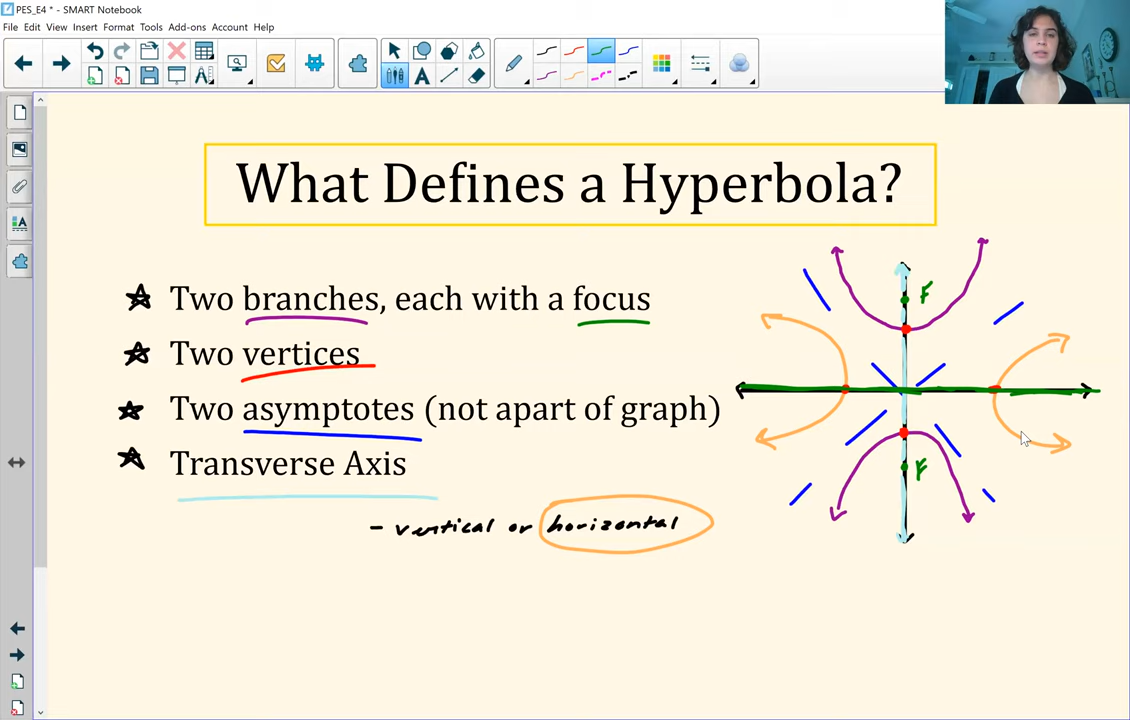 PES_E4 * - SMART Notebook
File Edit View Insert Format Tools Add-ons Account Help
What Defines a Hyperbola?
Two branches, each with a focus
Two vertices
Two asymptotes (not apart of graph)
Transverse Axis
- vertical or horizontal
F
F